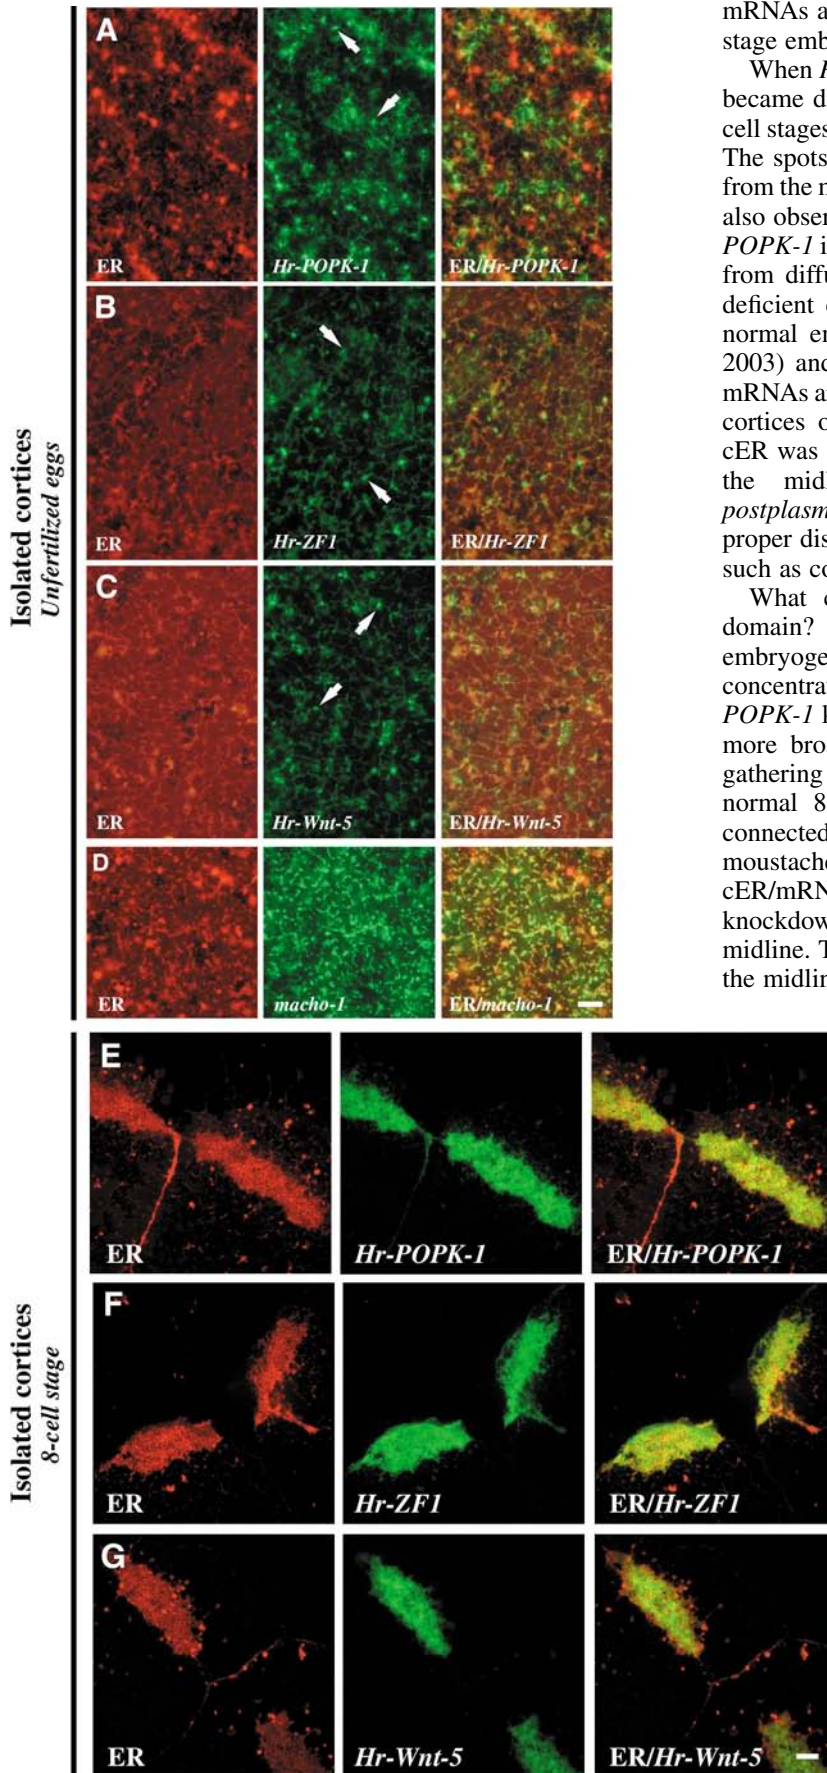 Isolated cortices
Unfertilized eggs
A
ER
Hr-POPK-1
ER/Hr-POPK-1
B
ER
Hr-ZF1
ER/Hr-ZF1
C
ER
Hr-Wnt-5
ER/Hr-Wnt-5
D
ER
macho-1
ER/macho-1
Isolated cortices
8-cell stage
E
ER
Hr-POPK-1
ER/Hr-POPK-1
F
ER
Hr-ZF1
ER/Hr-ZF1
G
ER
Hr-Wnt-5
ER/Hr-Wnt-5
mRNAs a
stage emb
When
became d
cell stages
The spots
from the
also obser
POPK-1 i
from diffu
deficient
normal
2003) and
mRNAs
cortices
cER was
the
postplasm
proper dis
such as
What
domain?
embryoge
concentra
POPK-1
more
gathering
normal 8
connected
moustache
cER/mRN
knockdow
midline. T
the midlin